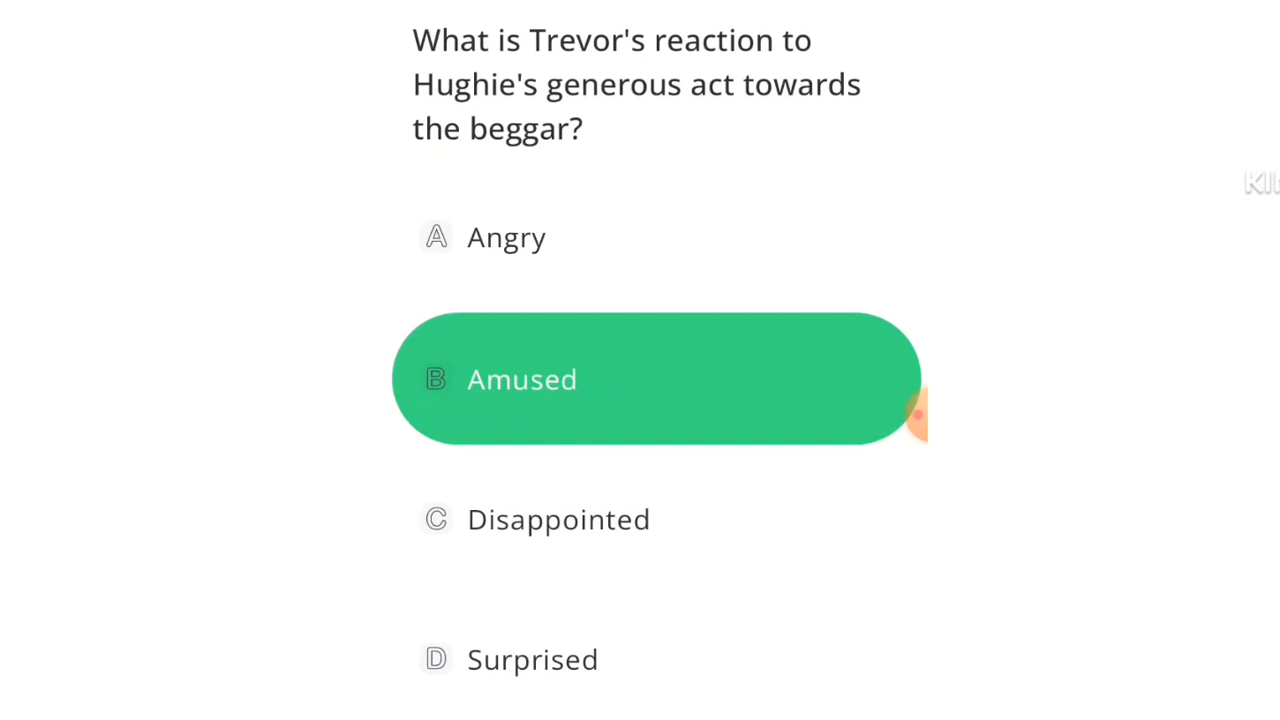 What is Trevor's reaction to
Hughie's generous act towards
the beggar?
A Angry
B Amused
C Disappointed
D Surprised